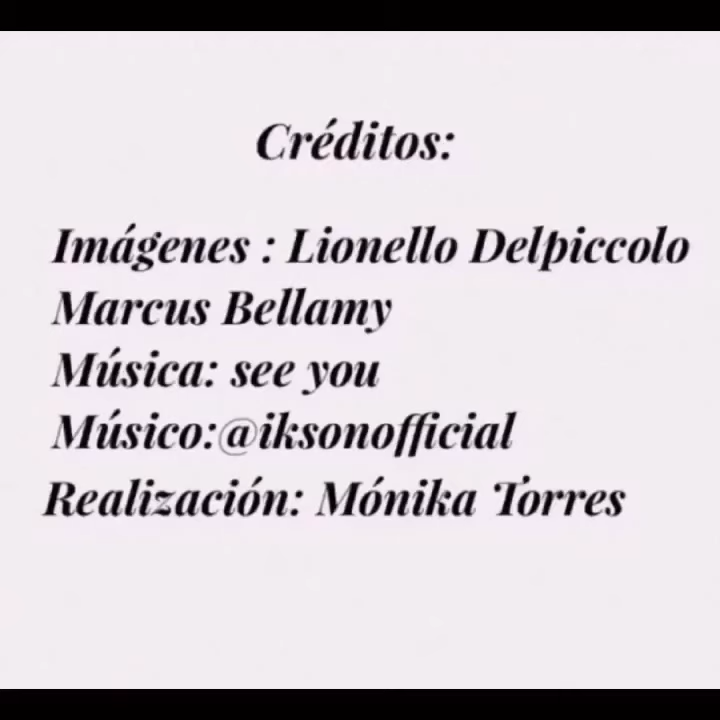 Créditos:
Imágenes : Lionello Delpiccolo
Marcus Bellamy
Música: see you
Músico:@iksonofficial
Realización: Mónika Torres